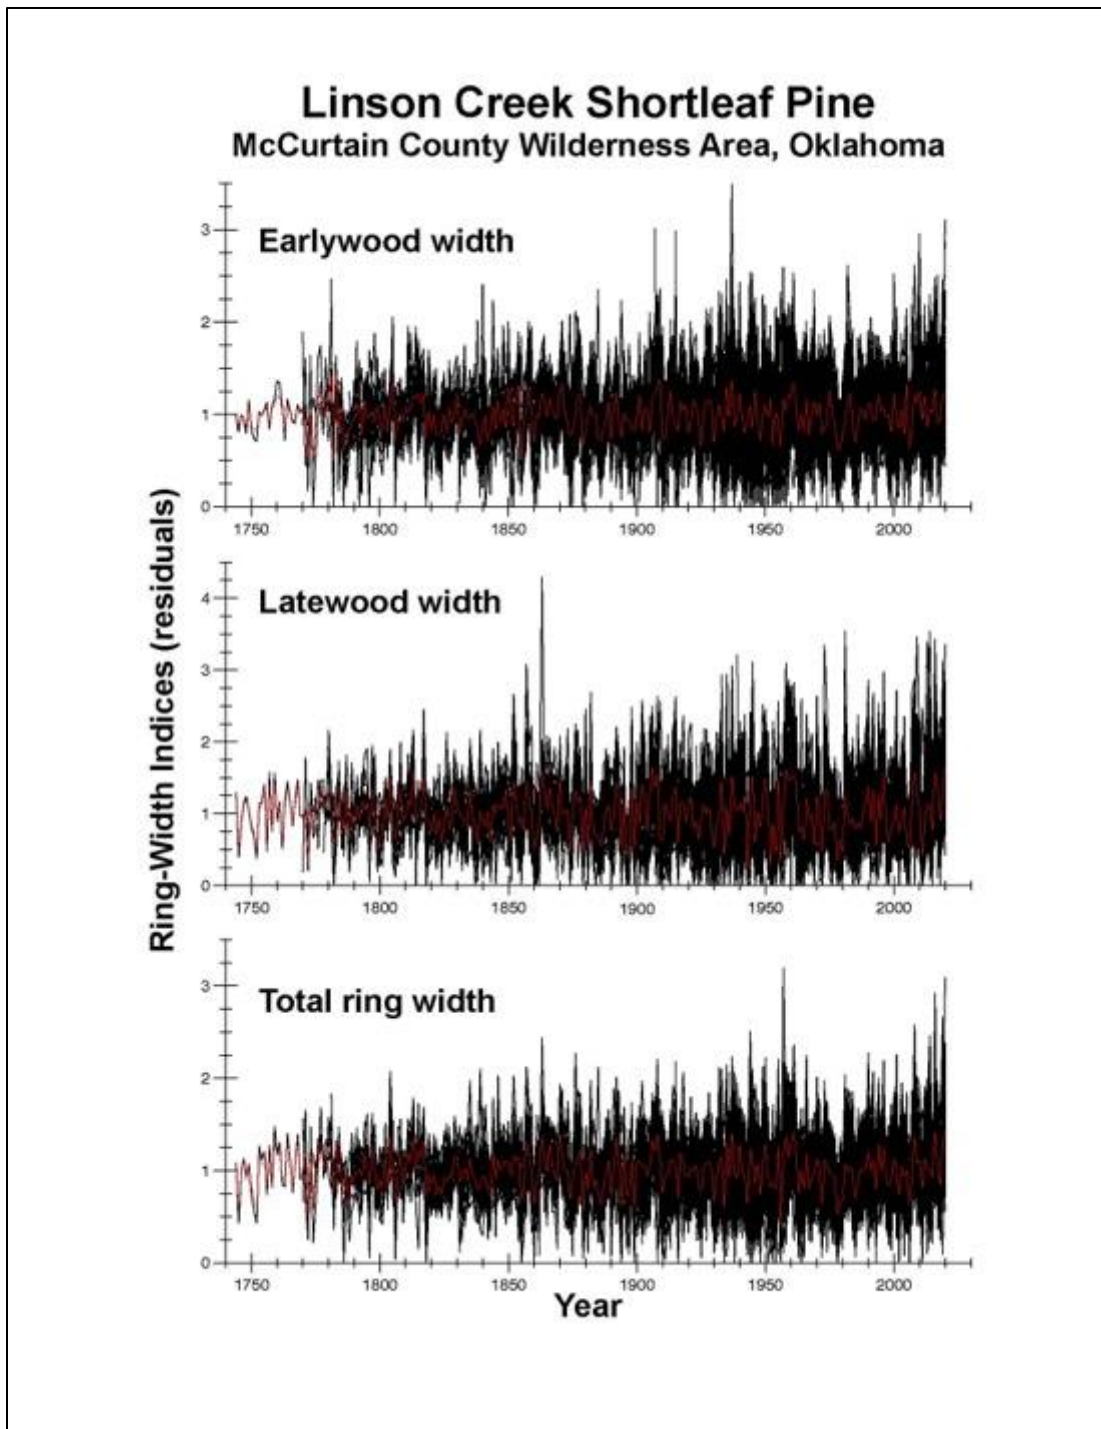 Linson Creek Shortleaf Pine
McCurtain County Wilderness Area, Oklahoma
Ring-Width Indices (residuals)
Earlywood width
3
2
1
0
1750 1800 1850 1900 1950 2000
Latewood width
4
3
2
1
0
1750 1800 1850 1900 1950 2000
Total ring width
3
2
1
0
1750 1800 1850 1900 1950 2000
Year